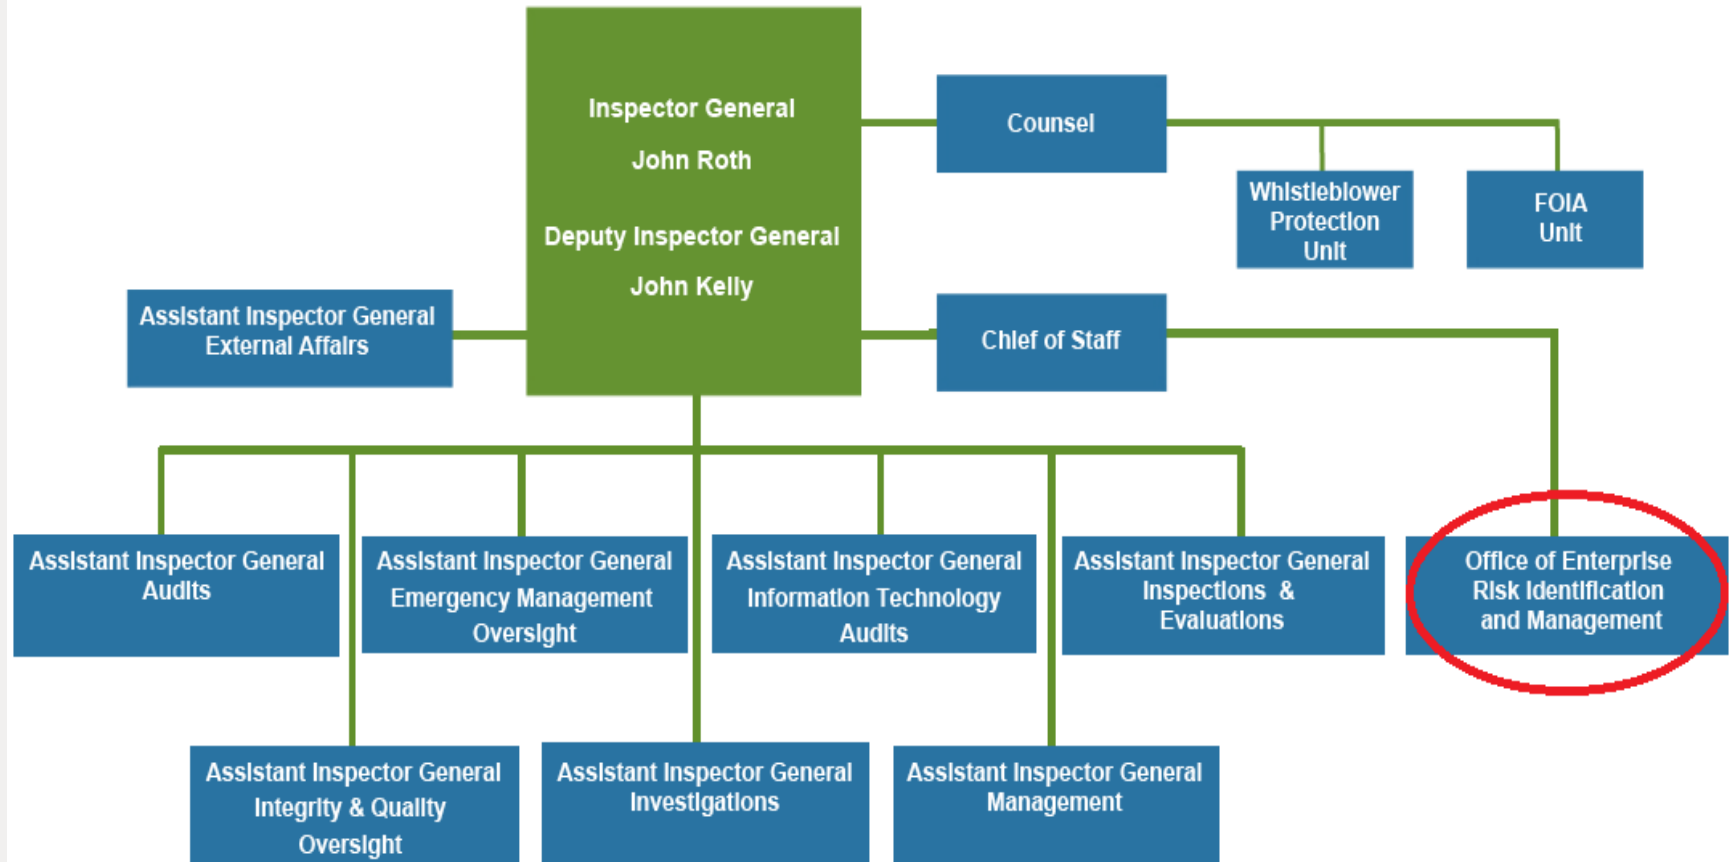 Inspector General
John Roth
Deputy Inspector General
John Kelly
Counsel
Whistleblower
Protection
Unit
FOIA
Unit
Assistant Inspector General
External Affairs
Chief of Staff
Assistant Inspector General
Audits
Assistant Inspector General
Emergency Management
Oversight
Assistant Inspector General
Information Technology
Audits
Assistant Inspector General
Inspections &
Evaluations
Office of Enterprise
Risk Identification
and Management
Assistant Inspector General
Integrity & Quality
Oversight
Assistant Inspector General
Investigations
Assistant Inspector General
Management